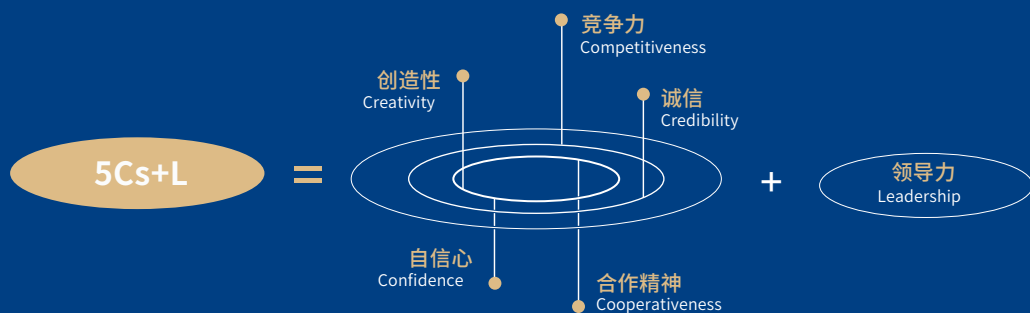 竞争力
Competitiveness
创造性
Creativity
诚信
Credibility
5Cs+L
=
+
领导力
Leadership
自信心
Confidence
合作精神
Cooperativeness